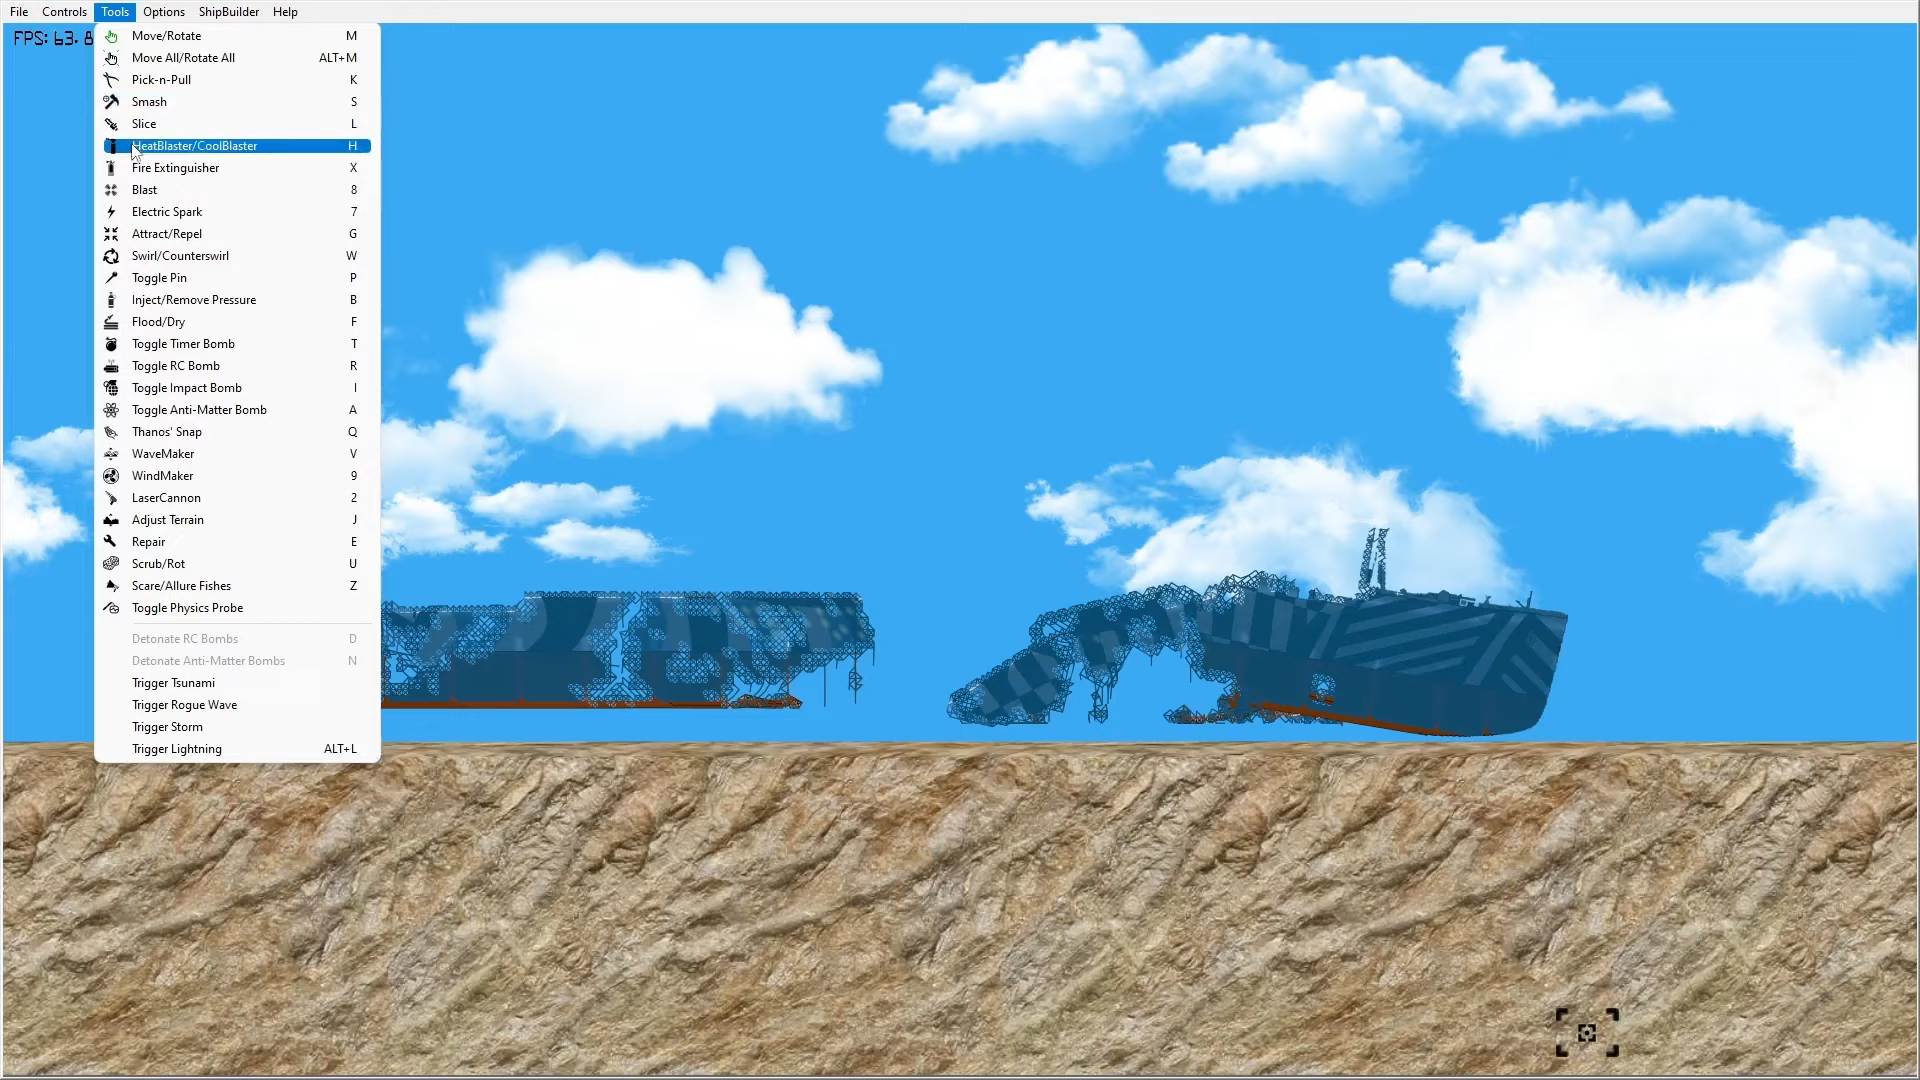 File Controls Tools Options ShipBuilder Help
FPS: 63.8
Move/Rotate M
Move All/Rotate All ALT+M
Pick-n-Pull K
Smash S
Slice L
HeatBlaster/CoolBlaster H
Fire Extinguisher X
Blast 8
Electric Spark 7
Attract/Repel G
Swirl/Counterswirl W
Toggle Pin P
Inject/Remove Pressure B
Flood/Dry F
Toggle Timer Bomb T
Toggle RC Bomb R
Toggle Impact Bomb I
Toggle Anti-Matter Bomb A
Thanos' Snap Q
WaveMaker V
WindMaker 9
LaserCannon 2
Adjust Terrain J
Repair E
Scrub/Rot U
Scare/Allure Fishes Z
Toggle Physics Probe
Detonate RC Bombs D
Detonate Anti-Matter Bombs N
Trigger Tsunami
Trigger Rogue Wave
Trigger Storm
Trigger Lightning ALT+L